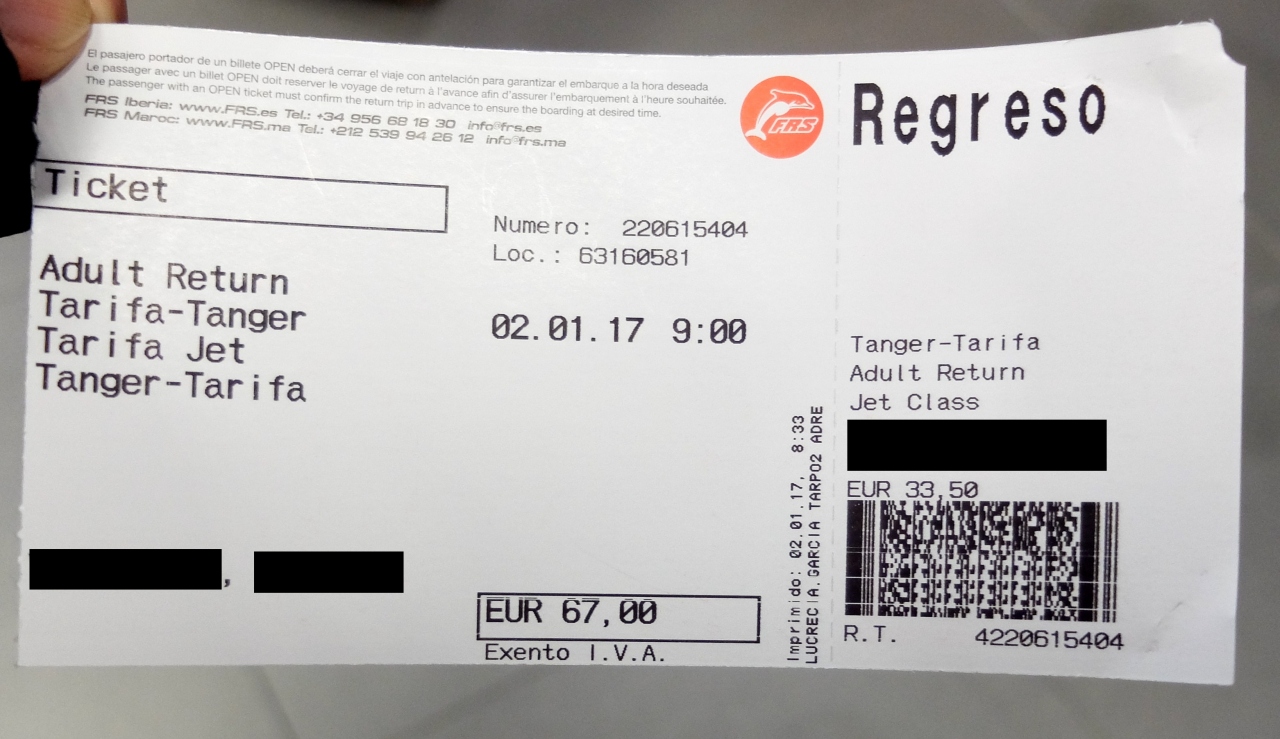 El pasajero portador de un billete OPEN deberá cerrar el viaje con antelación para garantizar el embarque a la hora deseada
Le passager avec un billet OPEN doit reserver le voyage de return à l'avance afin d'assurer l'embarquement à l'heure souhaitée.
The passenger with an OPEN ticket must confirm the return trip in advance to ensure the boarding at desired time.
FRS Iberia: www.FRS.es Tel.: +34 956 68 18 30 info@frs.es
FRS Maroc: www.FRS.ma Tel.: +212 539 94 26 12 info@frs.ma
FRS
Ticket
Numero: 220615404
Loc.: 63160581
Adult Return
Tarifa-Tanger
Tarifa Jet
Tanger-Tarifa
02.01.17 9:00
,
EUR 67,00
Exento I.V.A.
Imprimido: 02.01.17, 8:33
LUCRECIA.GARCIA TARPO2 ADRE
Regreso
Tanger-Tarifa
Adult Return
Jet Class
EUR 33,50
R.T. 4220615404